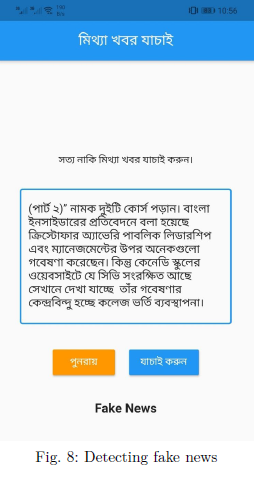 10:56
মিথ্যা খবর যাচাই
সত্য নাকি মিথ্যা খবর যাচাই করুন।
(পার্ট ২)” নামক দুইটি কোর্স পড়ান। বাংলা
ইনসাইডারের প্রতিবেদনে বলা হয়েছে
ক্রিস্টোফার অ্যাভেরি পাবলিক লিডারশিপ
এবং ম্যানেজমেন্টের উপর অনেকগুলো
গবেষণা করেছেন। কিন্তু কেনেডি স্কুলের
ওয়েবসাইটে যে সিভি সংরক্ষিত আছে
সেখানে দেখা যাচ্ছে তাঁর গবেষণার
কেন্দ্রবিন্দু হচ্ছে কলেজ ভর্তি ব্যবস্থাপনা।
পুনরায় যাচাই করুন
Fake News
Fig. 8: Detecting fake news